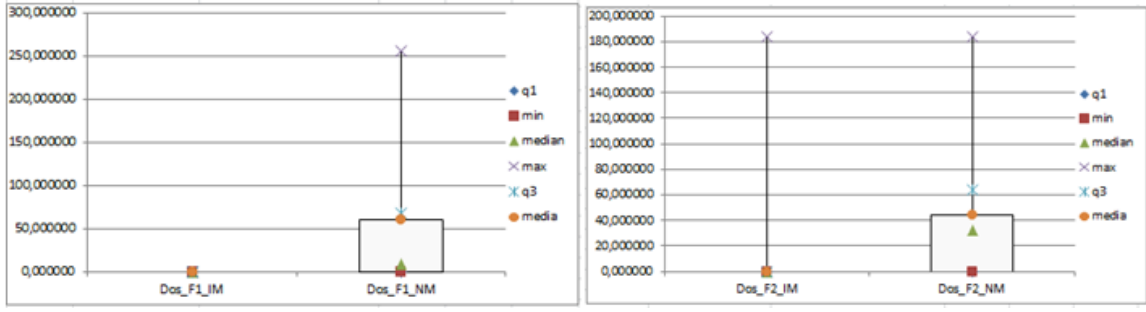 300,000000
250,000000
200,000000
150,000000
100,000000
50,000000
0,000000
Dos_F1_IM
Dos_F1_NM
q1
min
median
max
q3
media
200,000000
180,000000
160,000000
140,000000
120,000000
100,000000
80,000000
60,000000
40,000000
20,000000
0,000000
Dos_F2_IM
Dos_F2_NM
q1
min
median
max
q3
media